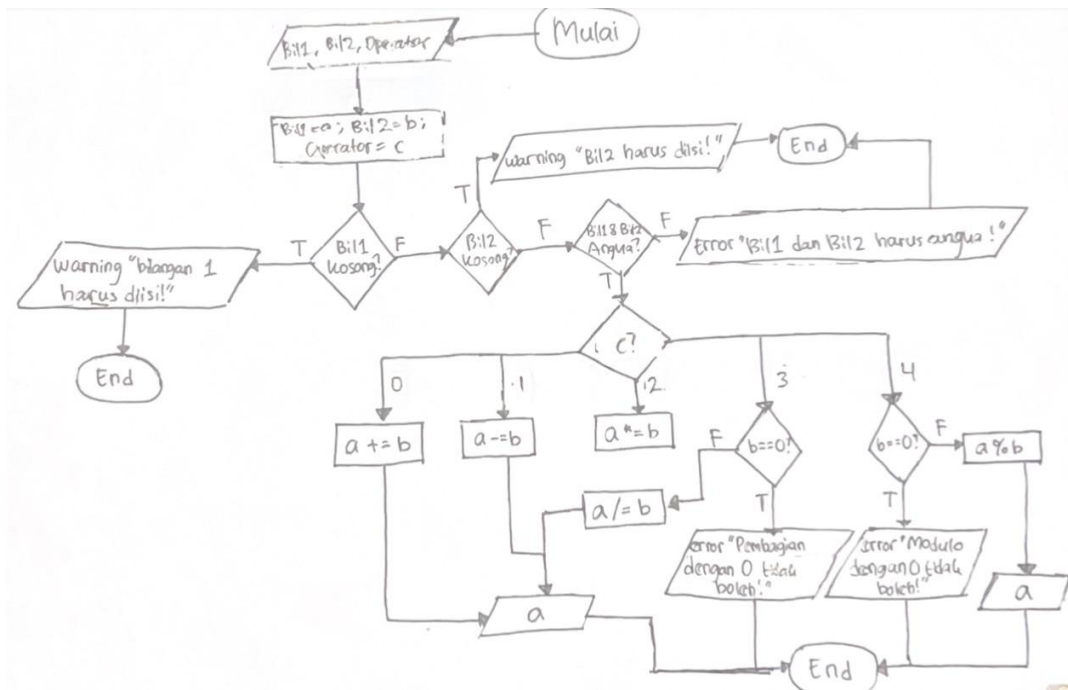 Mulai
Bil1, Bil2, Operator
Bil1=a; Bil2=b;
Operator = c
Warning "Bil2 harus diisi!"
End
T
T
Bil1
Kosong?
F
Bil2
Kosong?
F
Bil1&Bil2
Angka?
F
Error "Bil1 dan Bil2 harus angka!"
Warning "bilangan 1
harus diisi!"
T
End
c?
0
1
2
3
4
a += b
a -= b
a *= b
F
b==0?
b==0?
F
a%b
a /= b
T
T
error "Pembagian
dengan 0 tidak
boleh!"
error "Modulo
dengan 0 tidak
boleh!"
a
a
End